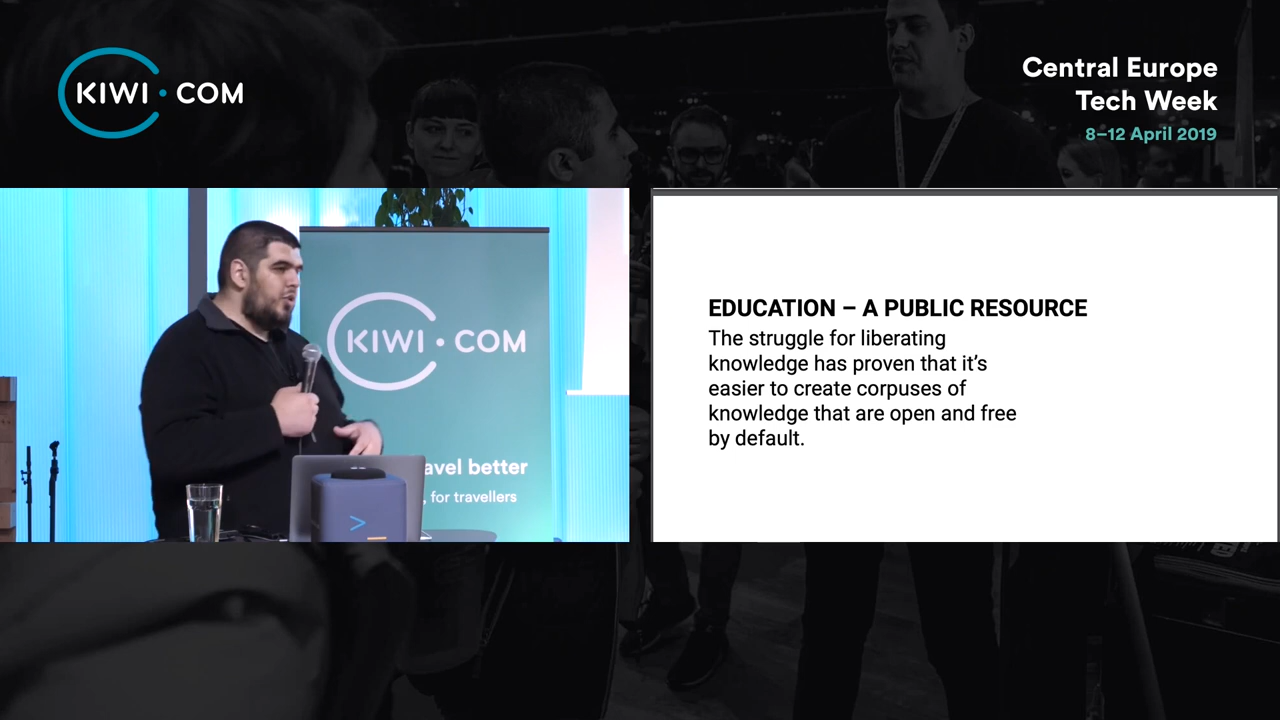 KIWI.COM
Central Europe
Tech Week
8–12 April 2019
KIWI.COM
avel better
, for travellers
>_
EDUCATION – A PUBLIC RESOURCE
The struggle for liberating
knowledge has proven that it’s
easier to create corpuses of
knowledge that are open and free
by default.